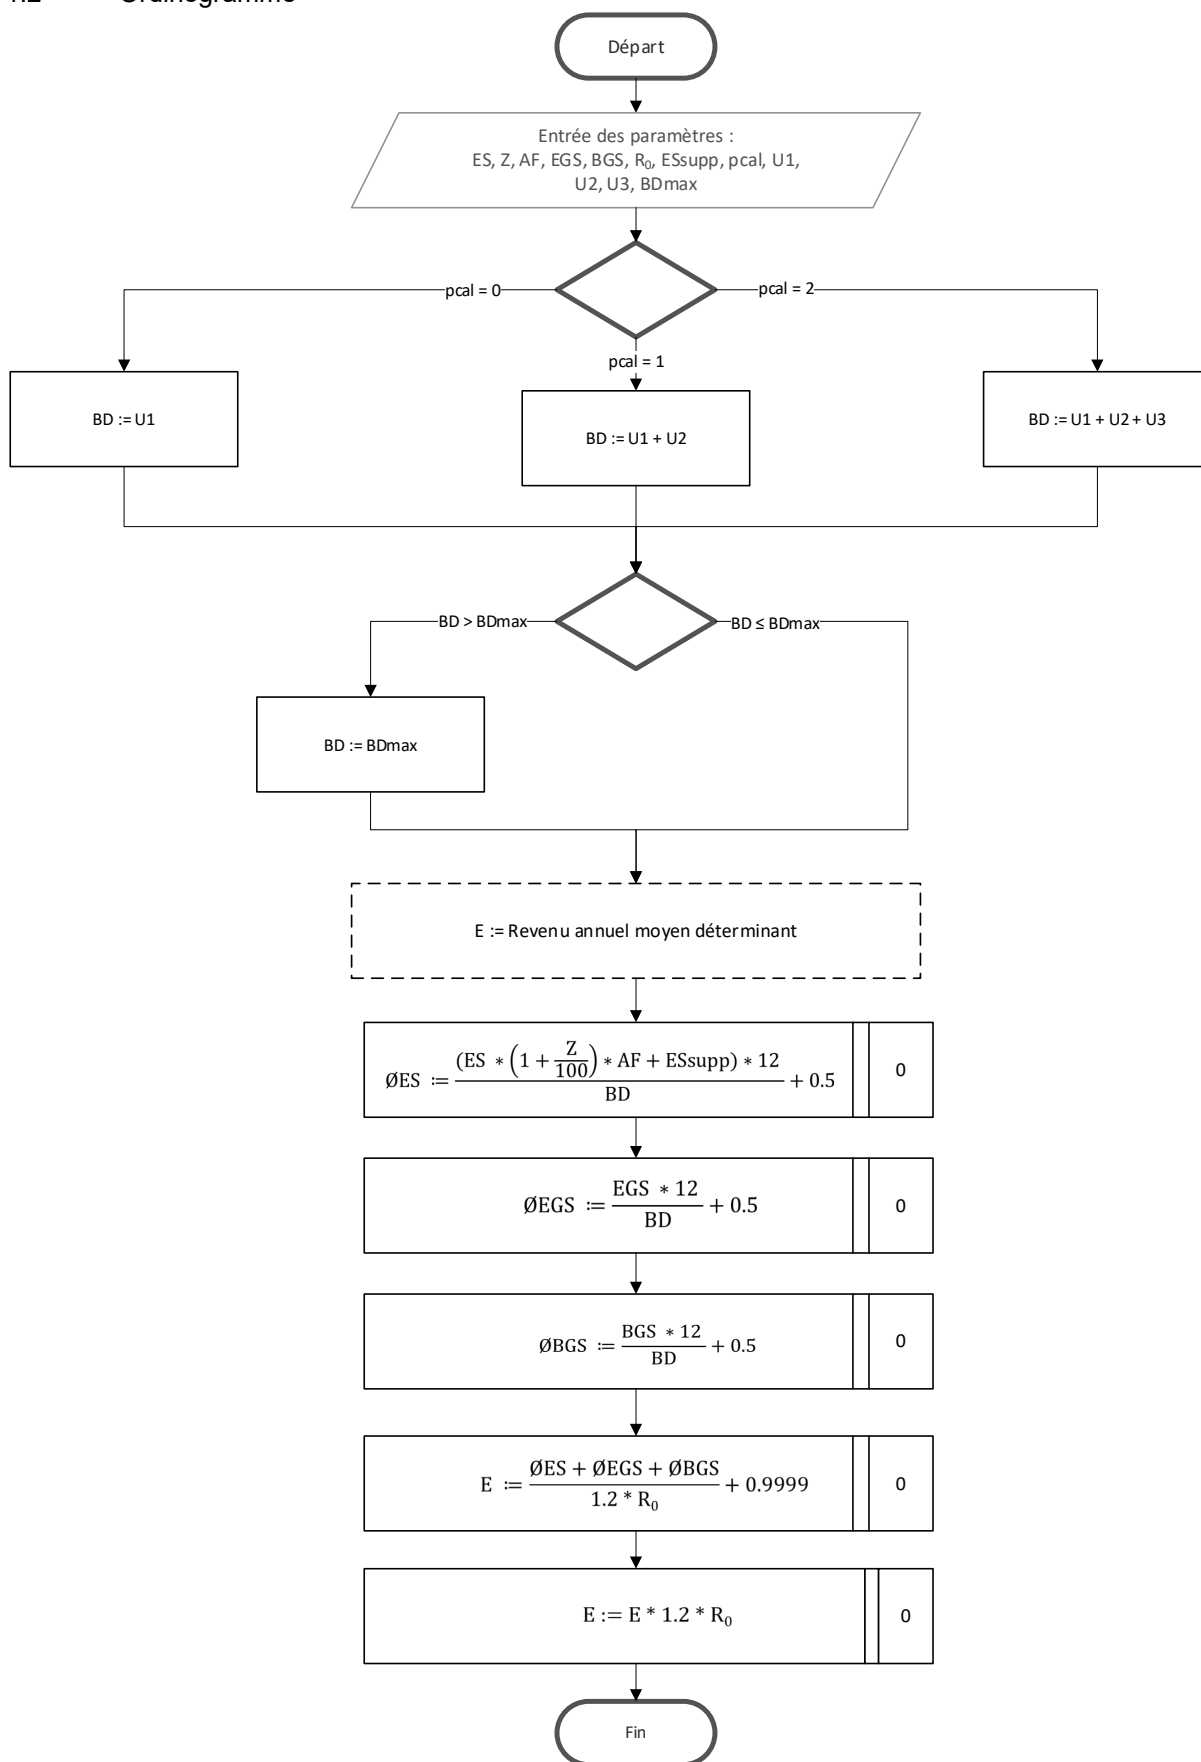 1.2 Ordinogramme
Départ
Entrée des paramètres :
ES, Z, AF, EGS, BGS, R₀, ESsupp, pcal, U1,
U2, U3, BDmax
pcal = 0
pcal = 2
pcal = 1
BD := U1
BD := U1 + U2
BD := U1 + U2 + U3
BD > BDmax
BD ≤ BDmax
BD := BDmax
E := Revenu annuel moyen déterminant
ØES := (ES * (1 + Z/100) * AF + ESsupp) * 12 / BD + 0.5 0
ØEGS := EGS * 12 / BD + 0.5 0
ØBGS := BGS * 12 / BD + 0.5 0
E := ØES + ØEGS + ØBGS / 1.2 * R₀ + 0.9999 0
E := E * 1.2 * R₀ 0
Fin